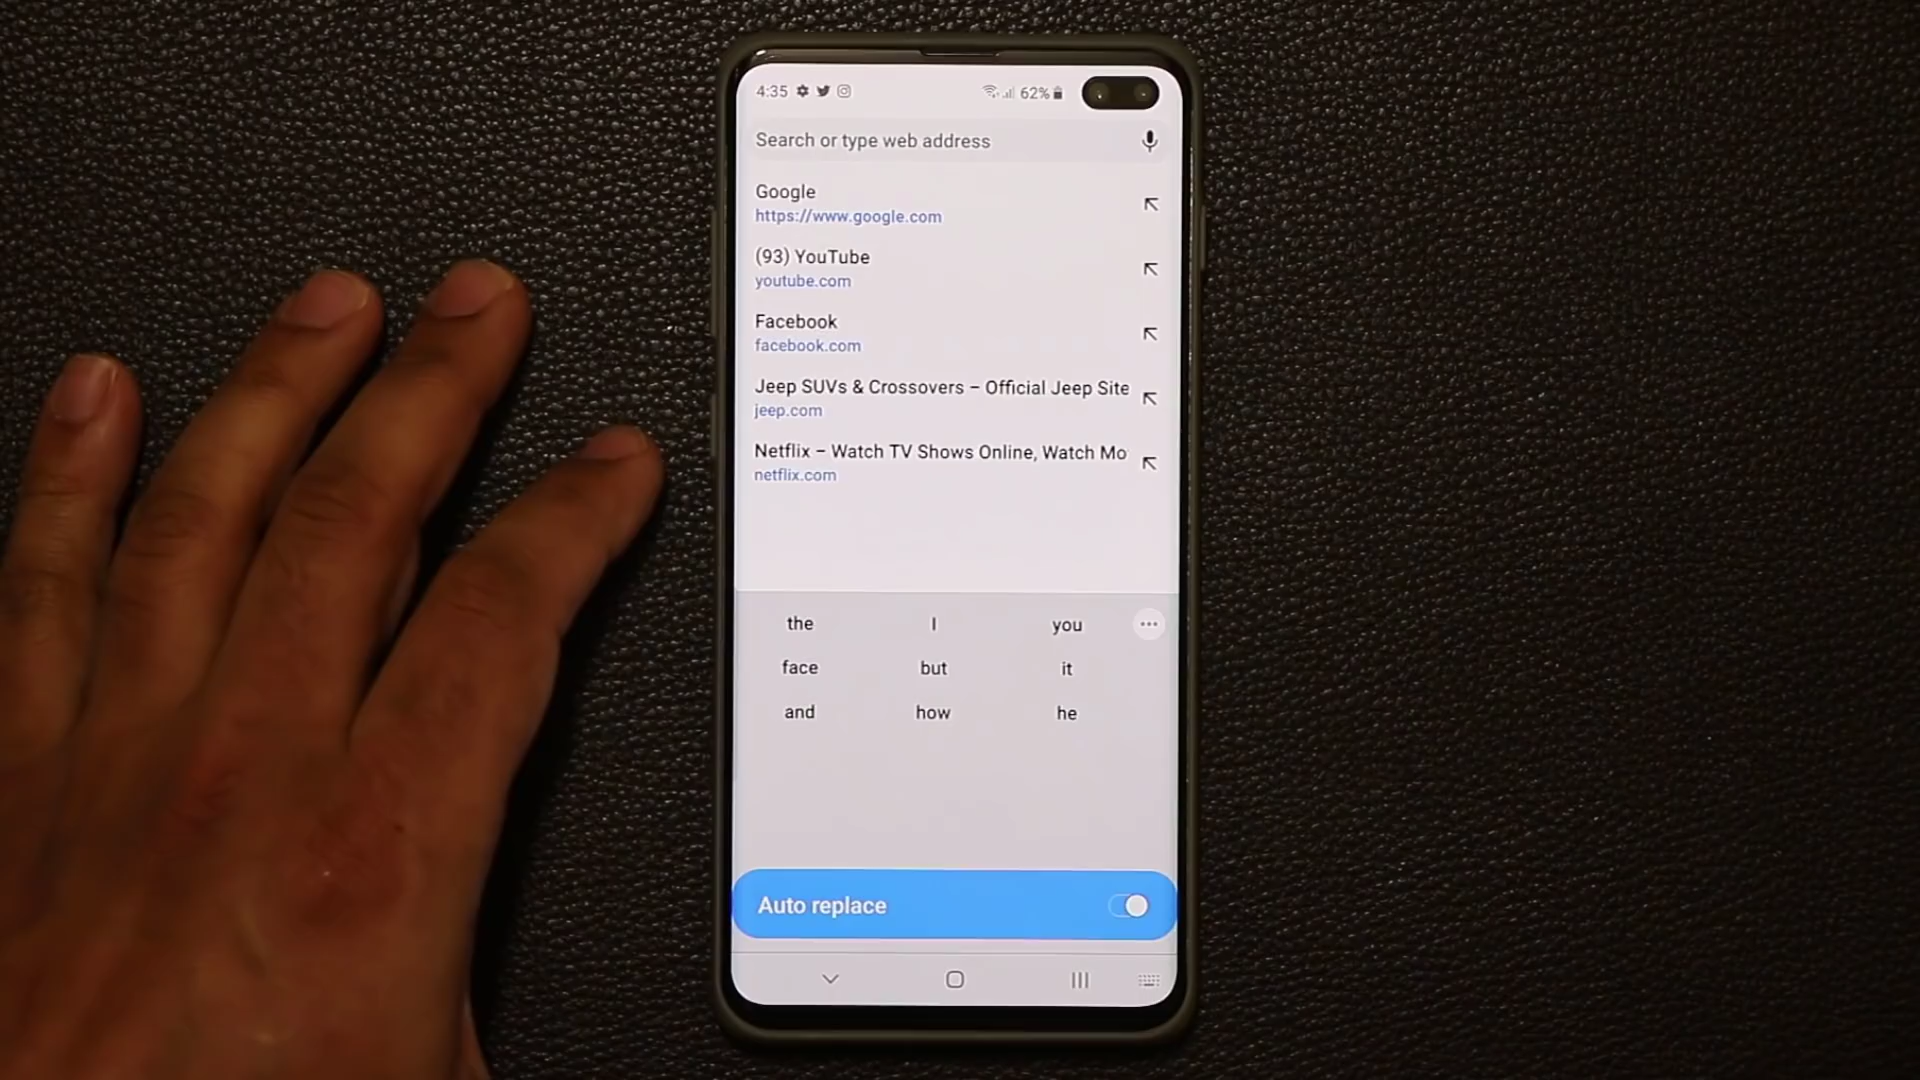 4:35 62%
Search or type web address
Google
https://www.google.com
(93) YouTube
youtube.com
Facebook
facebook.com
Jeep SUVs & Crossovers – Official Jeep Site
jeep.com
Netflix – Watch TV Shows Online, Watch Mo
netflix.com
the I you
face but it
and how he
Auto replace